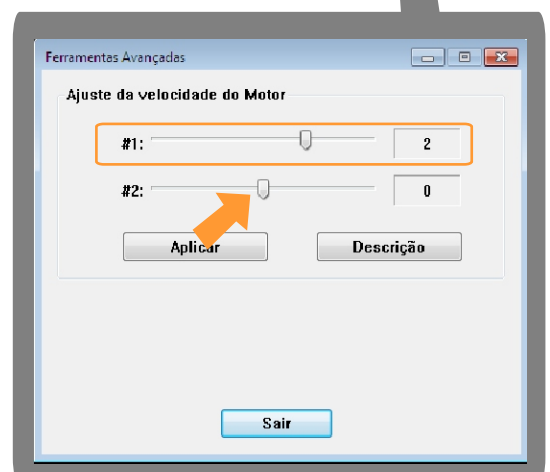 Ferramentas Avançadas
Ajuste da velocidade do Motor
#1: 2
#2: 0
Aplicar Descrição
Sair